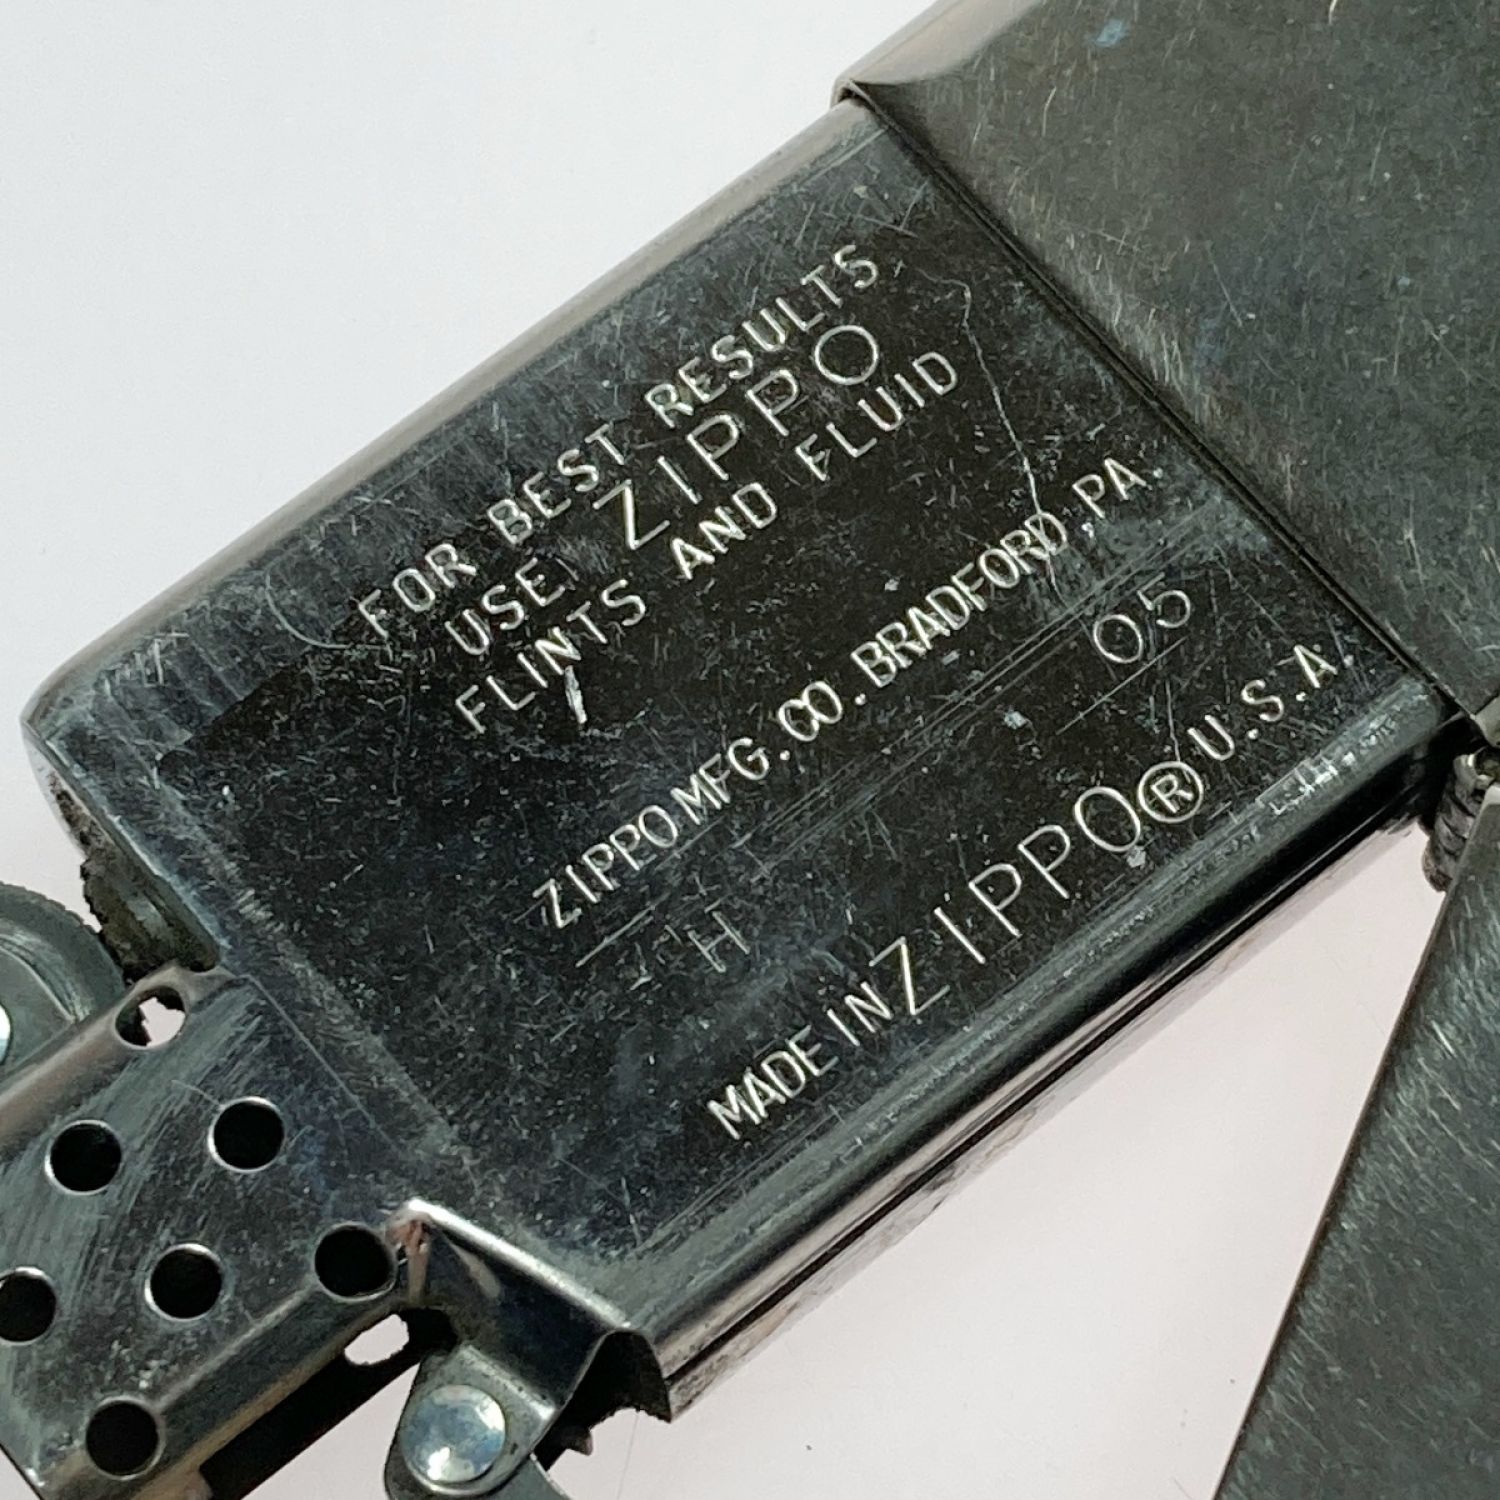 FOR BEST RESULTS
USE ZIPPO
FLINTS AND FLUID
ZIPPO MFG. CO. BRADFORD, PA.
H 05
MADE IN ZIPPO® U.S.A.